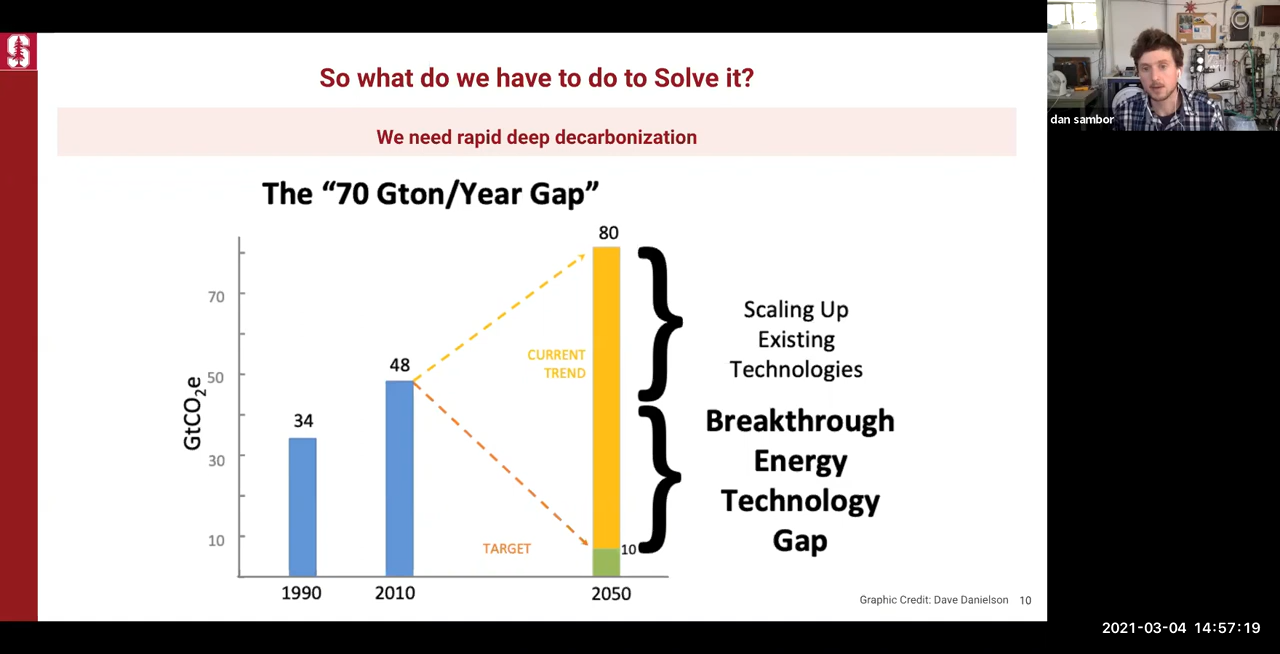 So what do we have to do to Solve it?
We need rapid deep decarbonization
The “70 Gton/Year Gap”
80
70
50
30
10
GtCO₂e
34
48
CURRENT
TREND
TARGET
10
1990
2010
2050
Scaling Up
Existing
Technologies
Breakthrough
Energy
Technology
Gap
Graphic Credit: Dave Danielson 10
dan sambor
2021-03-04 14:57:19
S